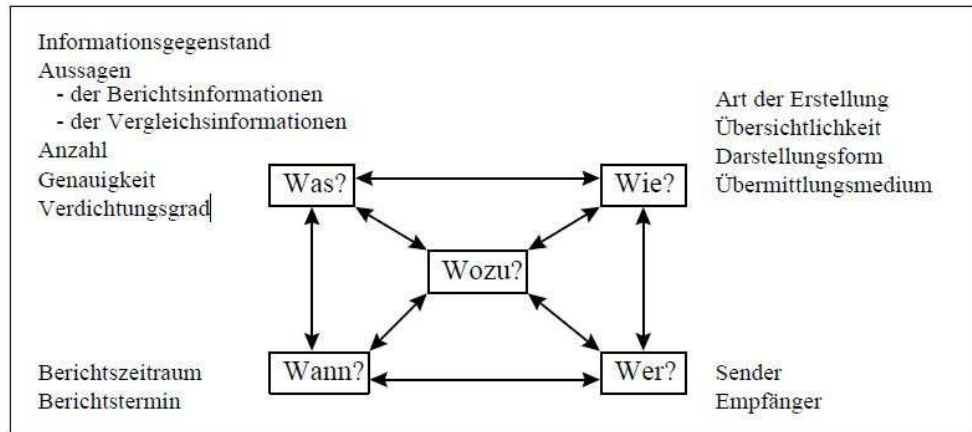 Informationsgegenstand
Aussagen
- der Berichtsinformationen
- der Vergleichsinformationen
Anzahl
Genauigkeit
Verdichtungsgrad
Art der Erstellung
Übersichtlichkeit
Darstellungsform
Übermittlungsmedium
Was?
Wie?
Wozu?
Wann?
Wer?
Berichtszeitraum
Berichtstermin
Sender
Empfänger